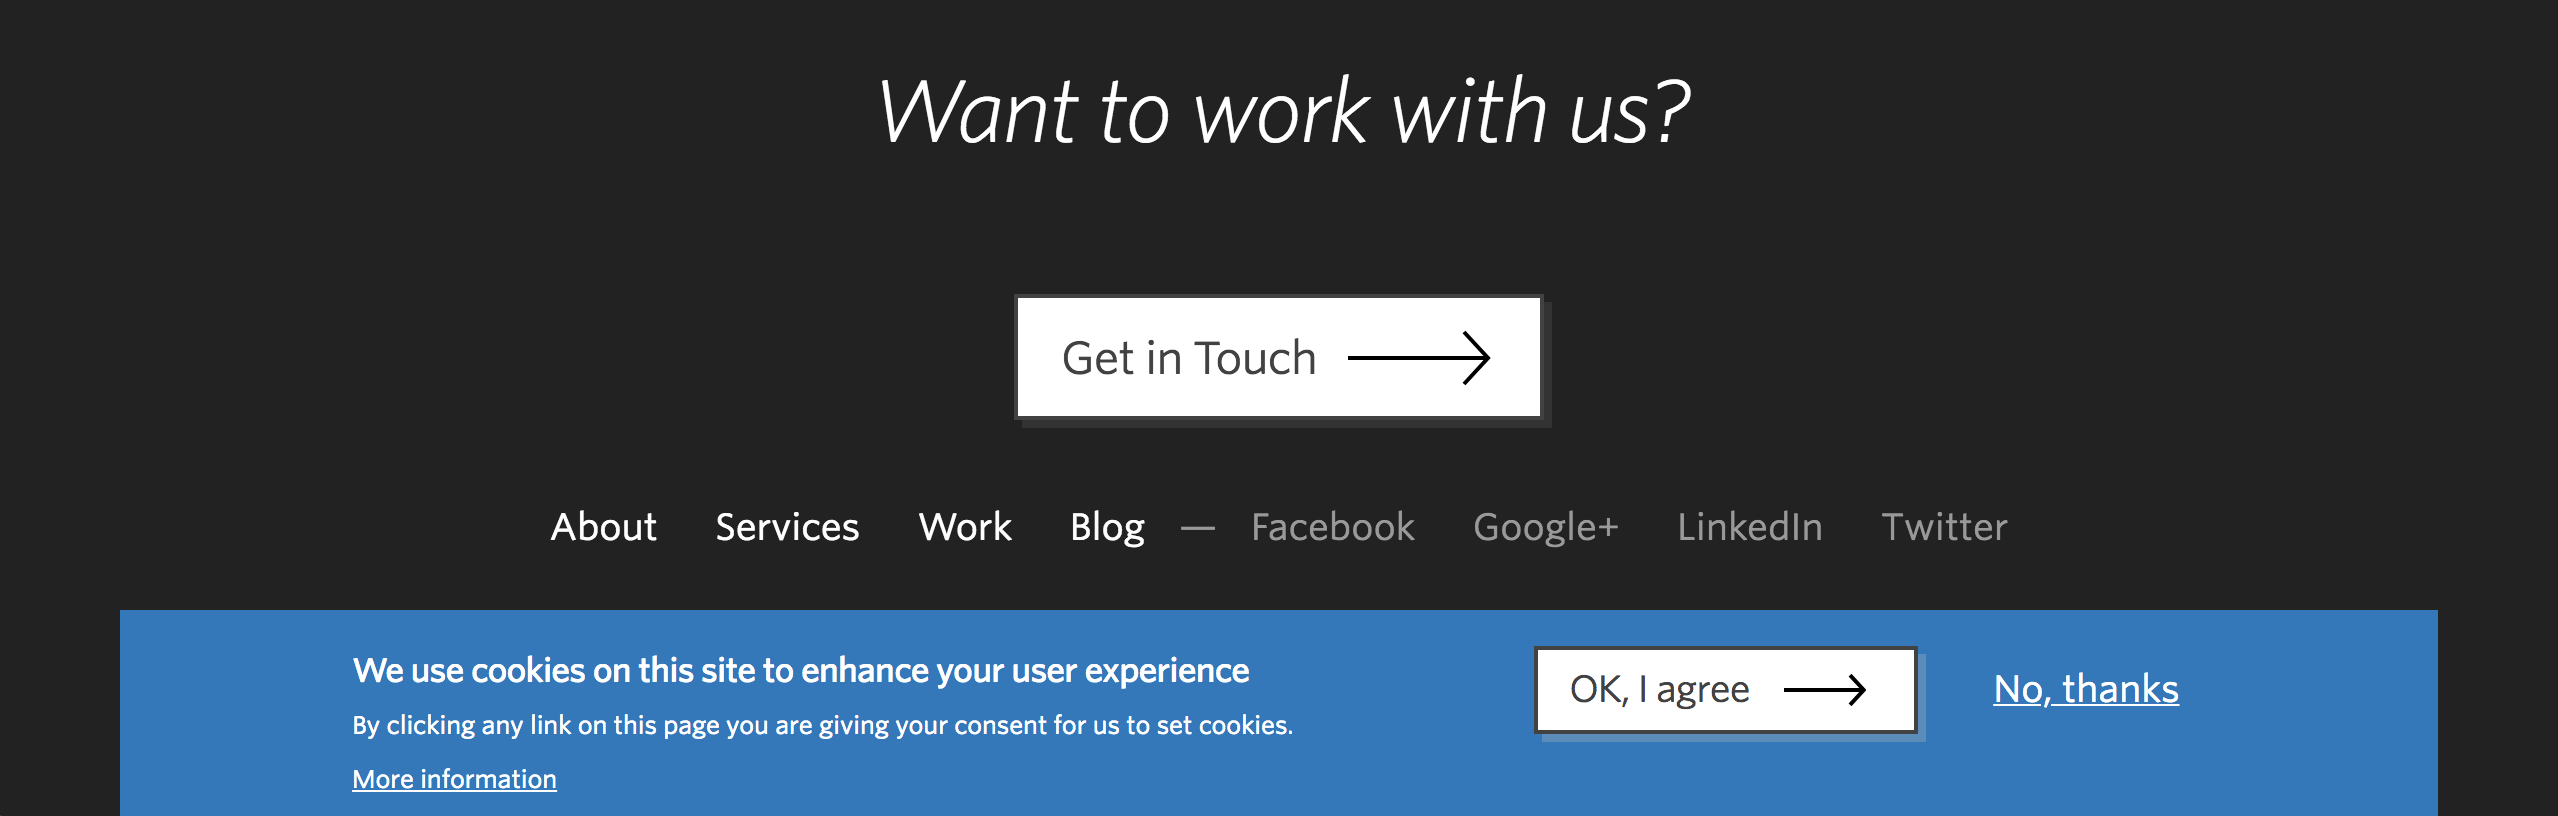 Want to work with us?
Get in Touch
About Services Work Blog — Facebook Google+ LinkedIn Twitter
We use cookies on this site to enhance your user experience
By clicking any link on this page you are giving your consent for us to set cookies.
More information
OK, I agree
No, thanks